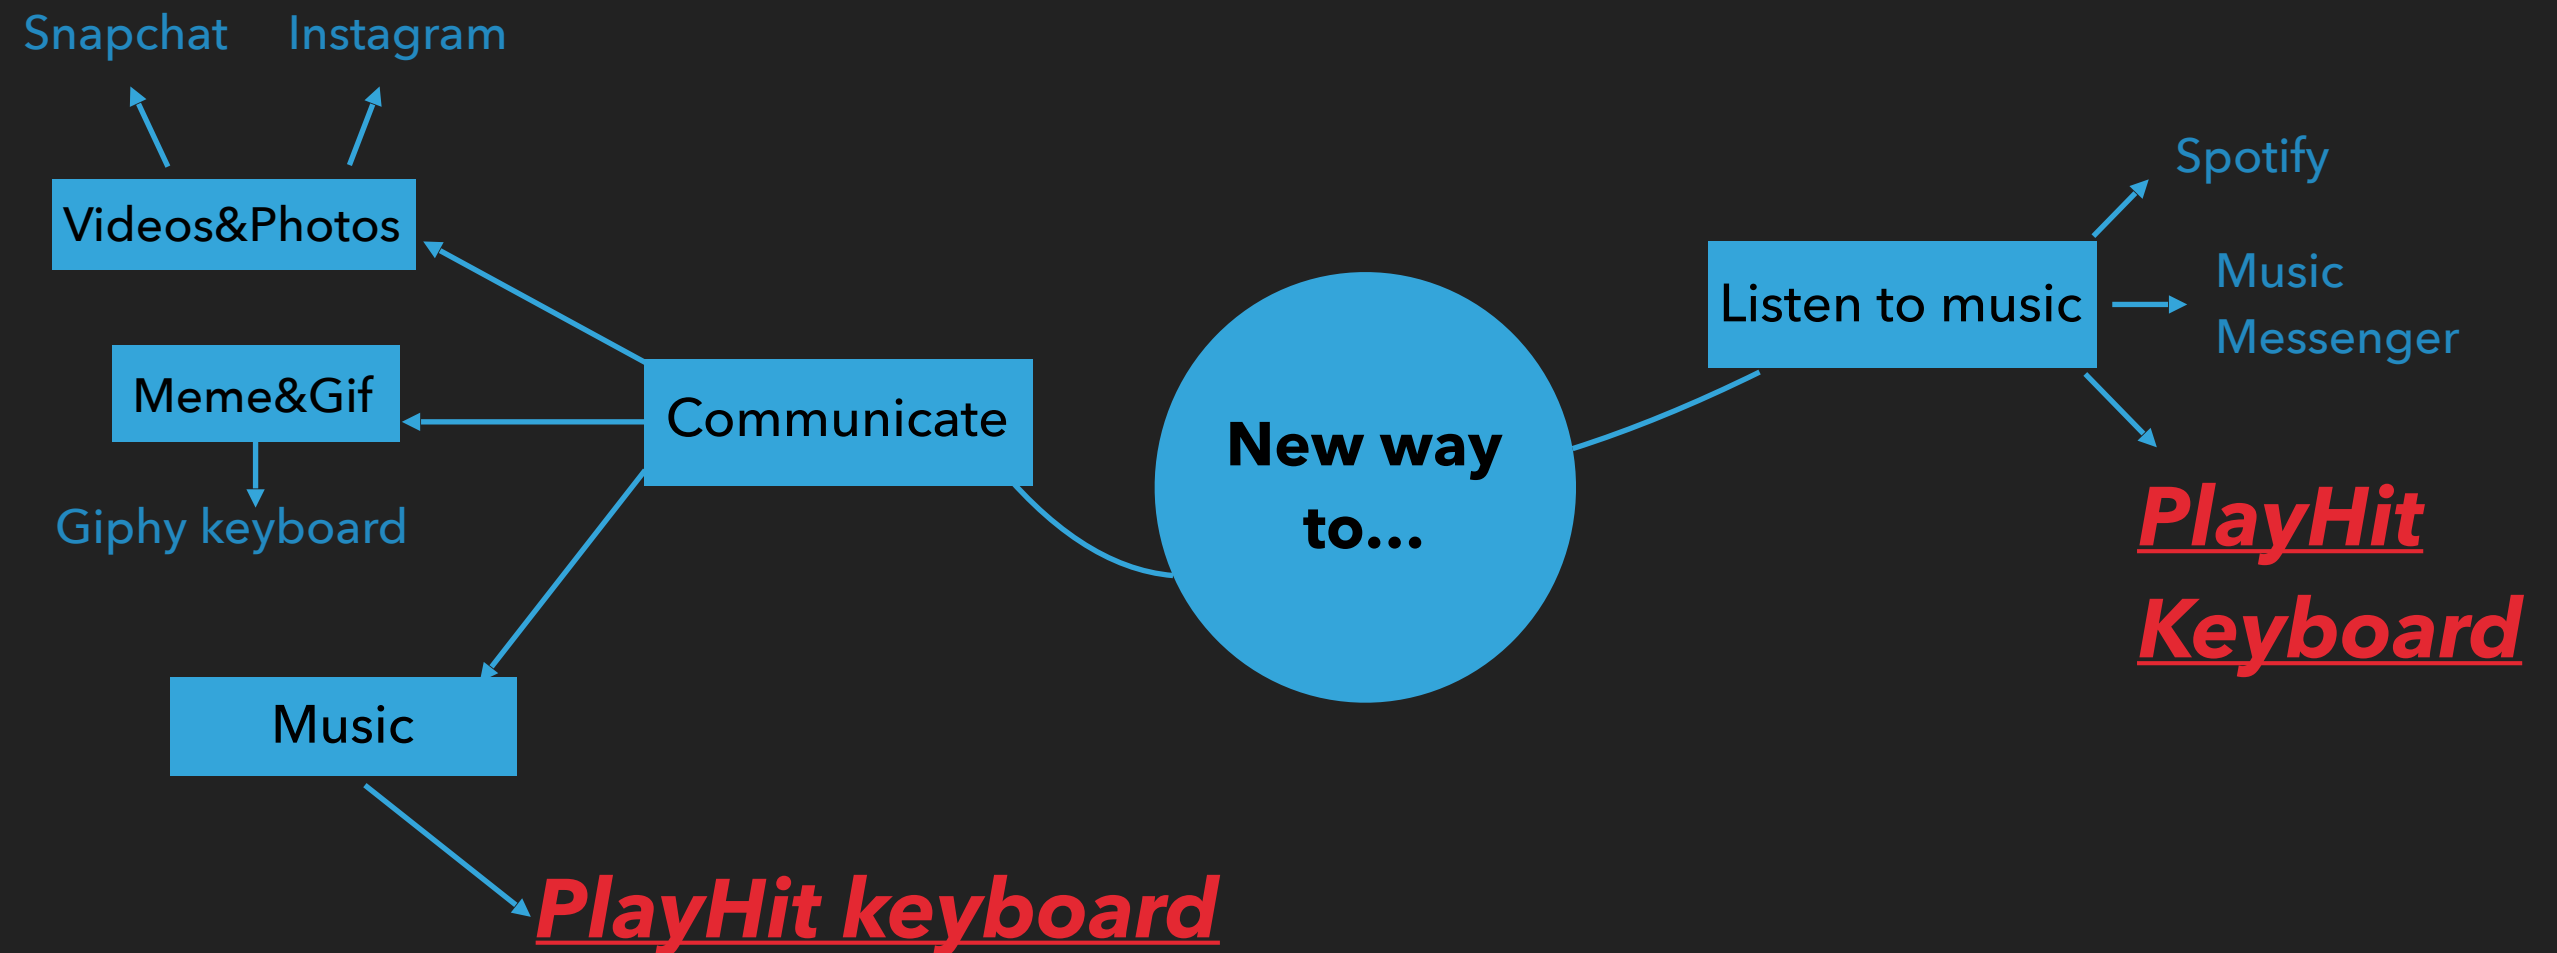 Snapchat
Instagram
Videos&Photos
Meme&Gif
Giphy keyboard
Communicate
Music
PlayHit keyboard
New way
to...
Listen to music
Spotify
Music
Messenger
PlayHit
Keyboard